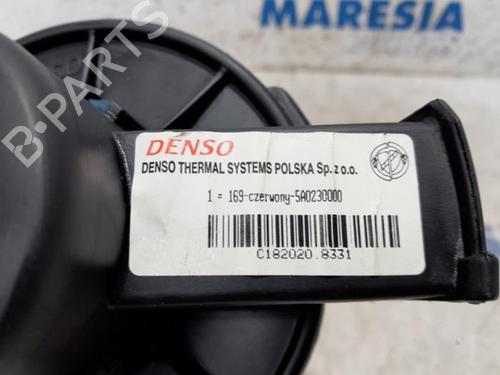 MARESIA
B-PARTS
DENSO
DENSO THERMAL SYSTEMS POLSKA Sp. z o.o.
1 = 169-czerwony-5A0230000
C182020.8331